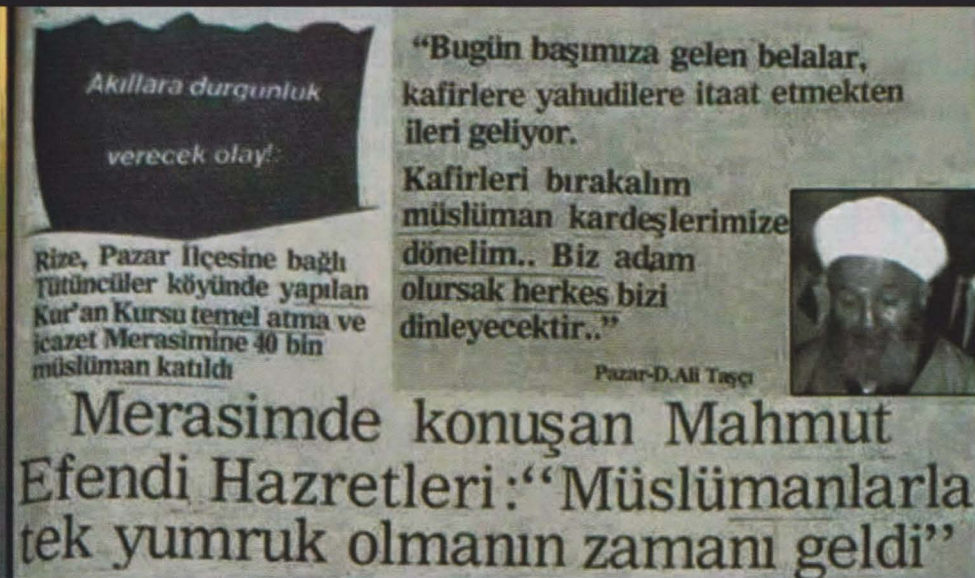 Akıllara durgunluk
verecek olay!
Rize, Pazar İlçesine bağlı
Tütüncüler köyünde yapılan
Kur'an Kursu temel atma ve
icazet Merasimine 40 bin
müslüman katıldı
“Bugün başımıza gelen belalar,
kafirlere yahudilere itaat etmekten
ileri geliyor.
Kafirleri bırakalım
müslüman kardeşlerimize
dönelim.. Biz adam
olursak herkes bizi
dinleyecektir..”
Pazar-D.Ali Taşçı
Merasimde konuşan Mahmut
Efendi Hazretleri:“Müslümanlarla
tek yumruk olmanın zamanı geldi”